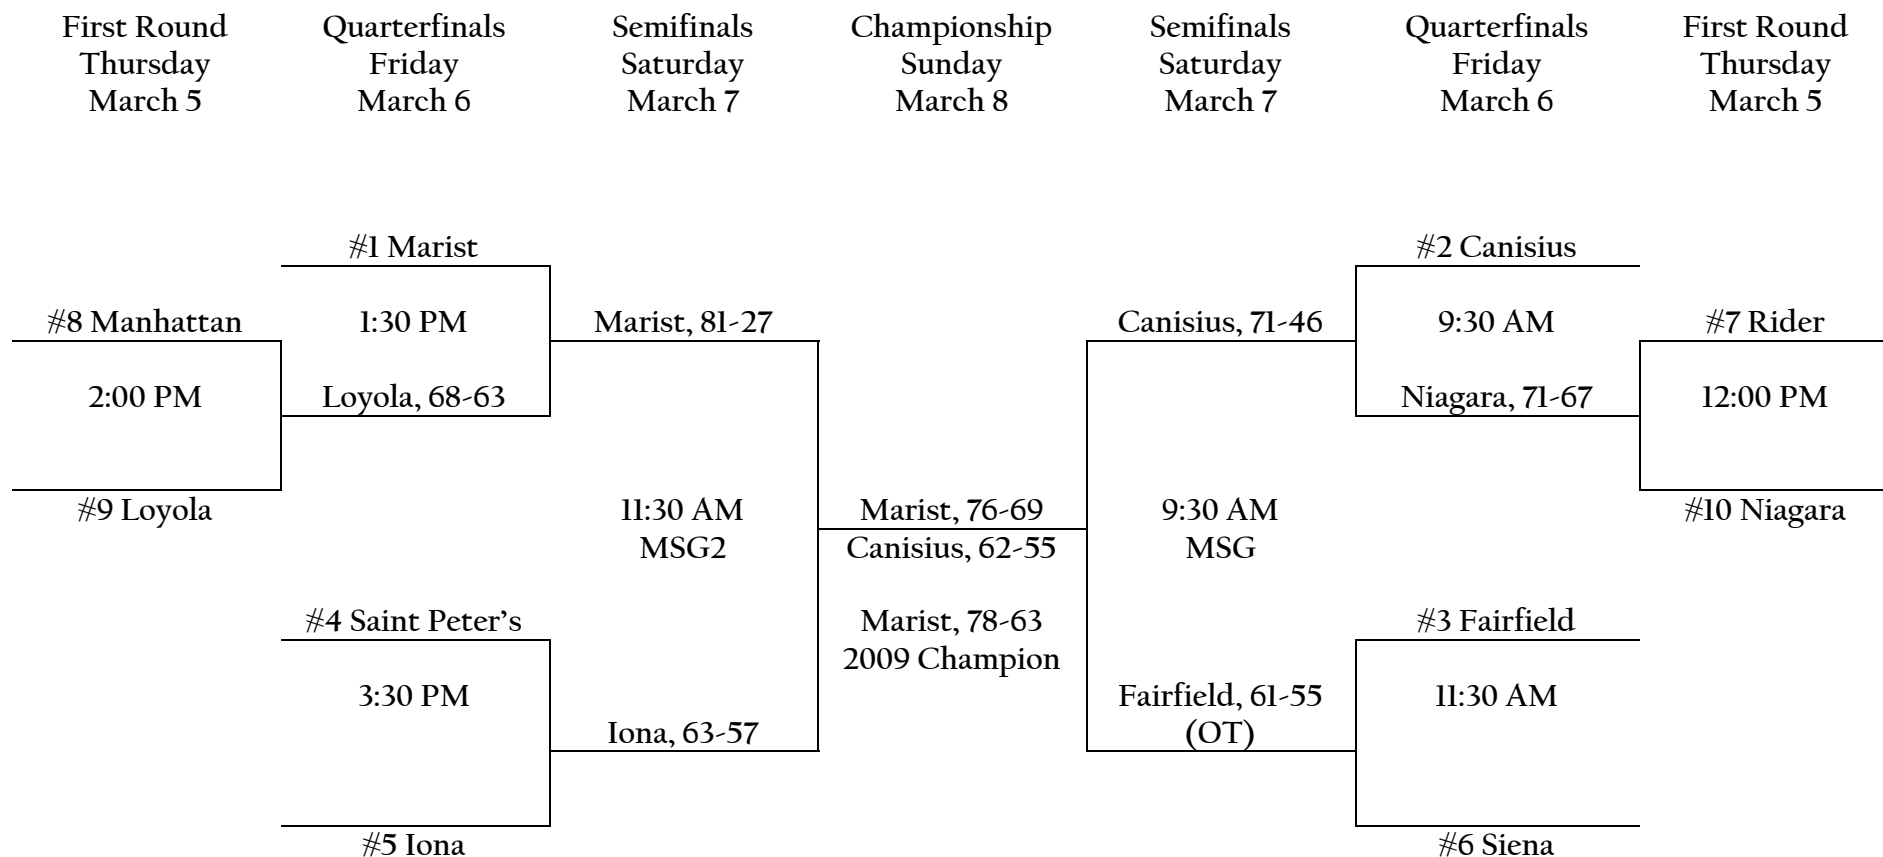 First Round
Thursday
March 5
Quarterfinals
Friday
March 6
Semifinals
Saturday
March 7
Championship
Sunday
March 8
Semifinals
Saturday
March 7
Quarterfinals
Friday
March 6
First Round
Thursday
March 5
#8 Manhattan
2:00 PM
#9 Loyola
#1 Marist
1:30 PM
Loyola, 68-63
#4 Saint Peter’s
3:30 PM
#5 Iona
Marist, 81-27
11:30 AM
MSG2
Iona, 63-57
Marist, 76-69
Canisius, 62-55
Marist, 78-63
2009 Champion
Canisius, 71-46
9:30 AM
MSG
Fairfield, 61-55
(OT)
#2 Canisius
9:30 AM
Niagara, 71-67
#3 Fairfield
11:30 AM
#6 Siena
#7 Rider
12:00 PM
#10 Niagara